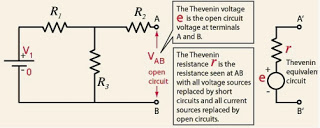 R1
R2
A
V1
0
R3
VAB
open
circuit
B
The Thevenin voltage
e is the open circuit
voltage at terminals
A and B.
The Thevenin
resistance r is the
resistance seen at AB
with all voltage sources
replaced by short
circuits and all current
sources replaced by
open circuits.
A'
r
e
Thevenin
equivalent
circuit
B'